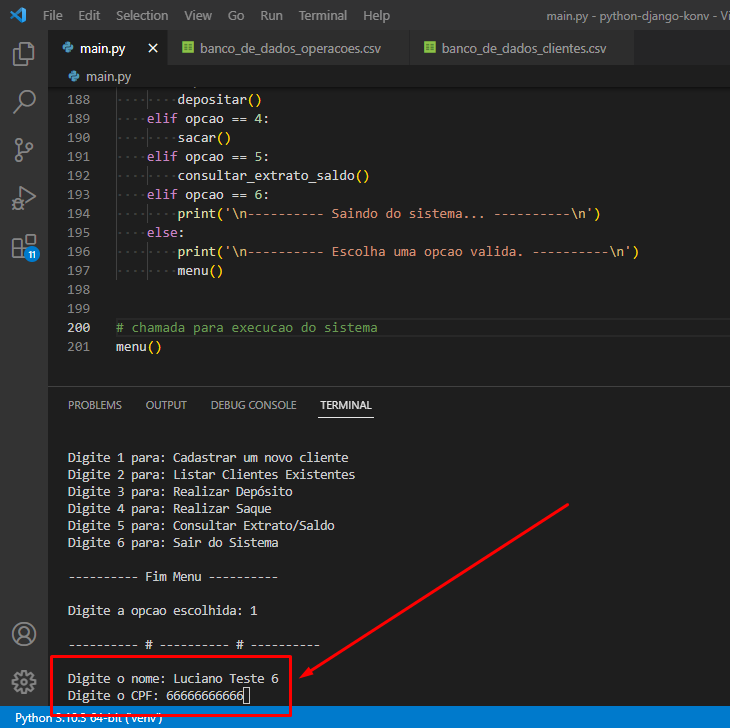 File Edit Selection View Go Run Terminal Help main.py - python-django-konv - Vi
main.py banco_de_dados_operacoes.csv banco_de_dados_clientes.csv
main.py
188 depositar()
189 elif opcao == 4:
190 sacar()
191 elif opcao == 5:
192 consultar_extrato_saldo()
193 elif opcao == 6:
194 print('\n---------- Saindo do sistema... ----------\n')
195 else:
196 print('\n---------- Escolha uma opcao valida. ----------\n')
197 menu()
198
199
200 # chamada para execucao do sistema
201 menu()
11
PROBLEMS OUTPUT DEBUG CONSOLE TERMINAL
Digite 1 para: Cadastrar um novo cliente
Digite 2 para: Listar Clientes Existentes
Digite 3 para: Realizar Depósito
Digite 4 para: Realizar Saque
Digite 5 para: Consultar Extrato/Saldo
Digite 6 para: Sair do Sistema
---------- Fim Menu ----------
Digite a opcao escolhida: 1
---------- # ---------- # ----------
Digite o nome: Luciano Teste 6
Digite o CPF: 66666666666
Python 3.10.3 64-bit ('venv')